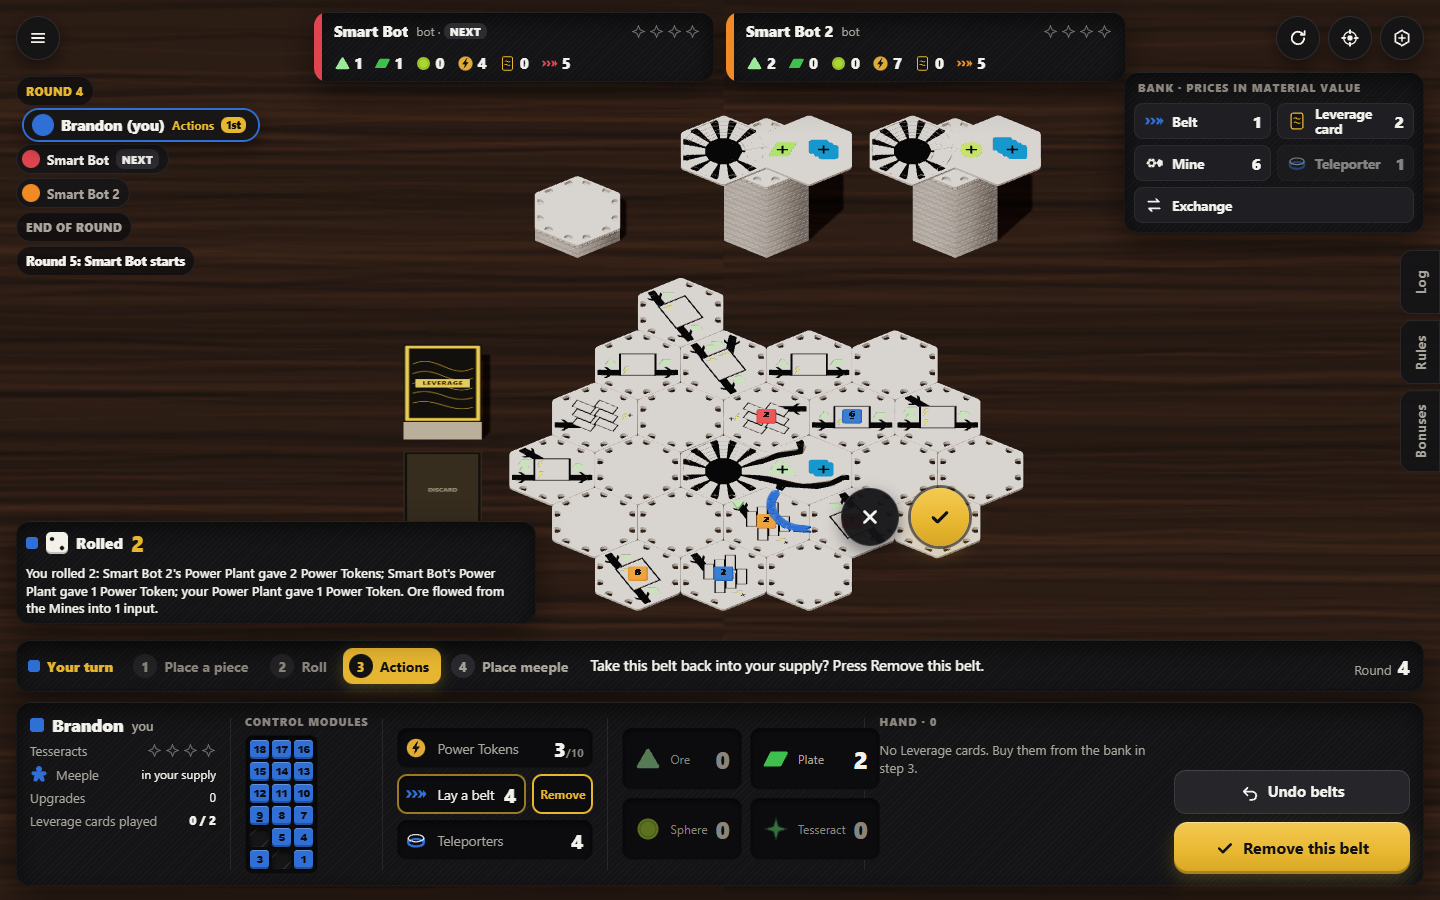 Smart Bot bot · NEXT
1 1 0 4 0 5
Smart Bot 2 bot
2 0 0 7 0 5
ROUND 4
Brandon (you) Actions 1st
Smart Bot NEXT
Smart Bot 2
END OF ROUND
Round 5: Smart Bot starts
BANK · PRICES IN MATERIAL VALUE
Belt 1
Leverage card 2
Mine 6
Teleporter 1
Exchange
Log
Rules
Bonuses
LEVERAGE
DISCARD
2
6
2
6
2
Rolled 2
You rolled 2: Smart Bot 2's Power Plant gave 2 Power Tokens; Smart Bot's Power
Plant gave 1 Power Token; your Power Plant gave 1 Power Token. Ore flowed from
the Mines into 1 input.
Your turn 1 Place a piece 2 Roll 3 Actions 4 Place meeple Take this belt back into your supply? Press Remove this belt. Round 4
Brandon you
Tesseracts
Meeple in your supply
Upgrades 0
Leverage cards played 0 / 2
CONTROL MODULES
18 17 16
15 14 13
12 11 10
9 8 7
5 4
3 1
Power Tokens 3/10
Lay a belt 4 Remove
Teleporters 4
Ore 0
Plate 2
Sphere 0
Tesseract 0
HAND · 0
No Leverage cards. Buy them from the bank in
step 3.
Undo belts
Remove this belt